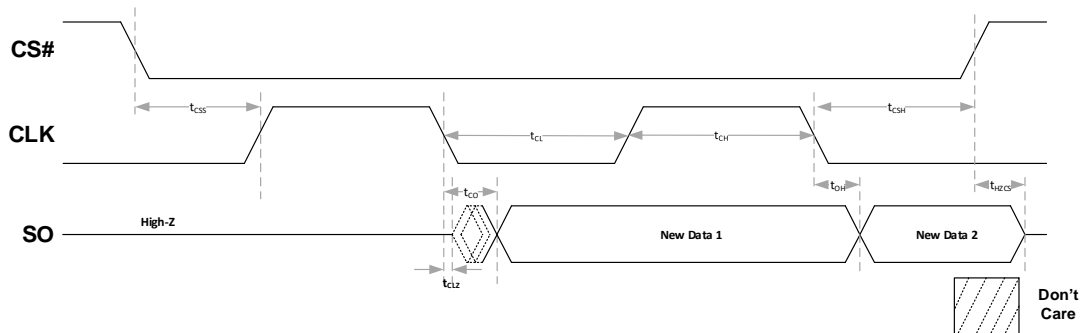 CS#
tCSS
tCSH
CLK
tCL
tCH
tCO
tOH
tHZCS
High-Z
SO
New Data 1
New Data 2
tCLZ
Don't
Care